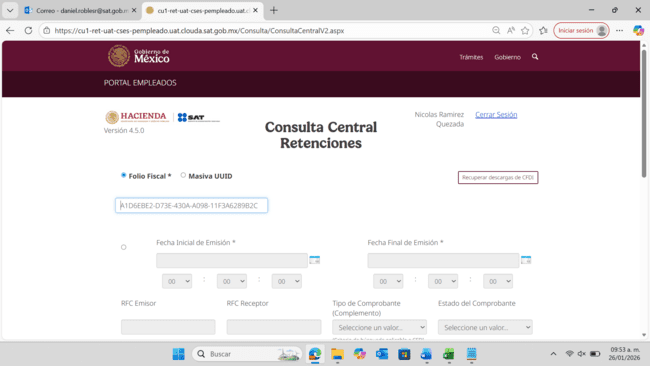 Correo - daniel.roblesr@sat.gob.m
cu1-ret-uat-cses-pempleado.uat.c
https://cu1-ret-uat-cses-pempleado.uat.clouda.sat.gob.mx/Consulta/ConsultaCentralV2.aspx
Iniciar sesión
Gobierno de México
Trámites
Gobierno
PORTAL EMPLEADOS
HACIENDA
SAT
Nicolas Ramirez Quezada
Cerrar Sesión
Versión 4.5.0
Consulta Central
Retenciones
Folio Fiscal *
Masiva UUID
Recuperar descargas de CFDI
A1D6EBE2-D73E-430A-A098-11F3A6289B2C
Fecha Inicial de Emisión *
Fecha Final de Emisión *
00 : 00 : 00
00 : 00 : 00
RFC Emisor
RFC Receptor
Tipo de Comprobante (Complemento)
Estado del Comprobante
Seleccione un valor...
Seleccione un valor...
Buscar
09:53 a. m.
26/01/2026